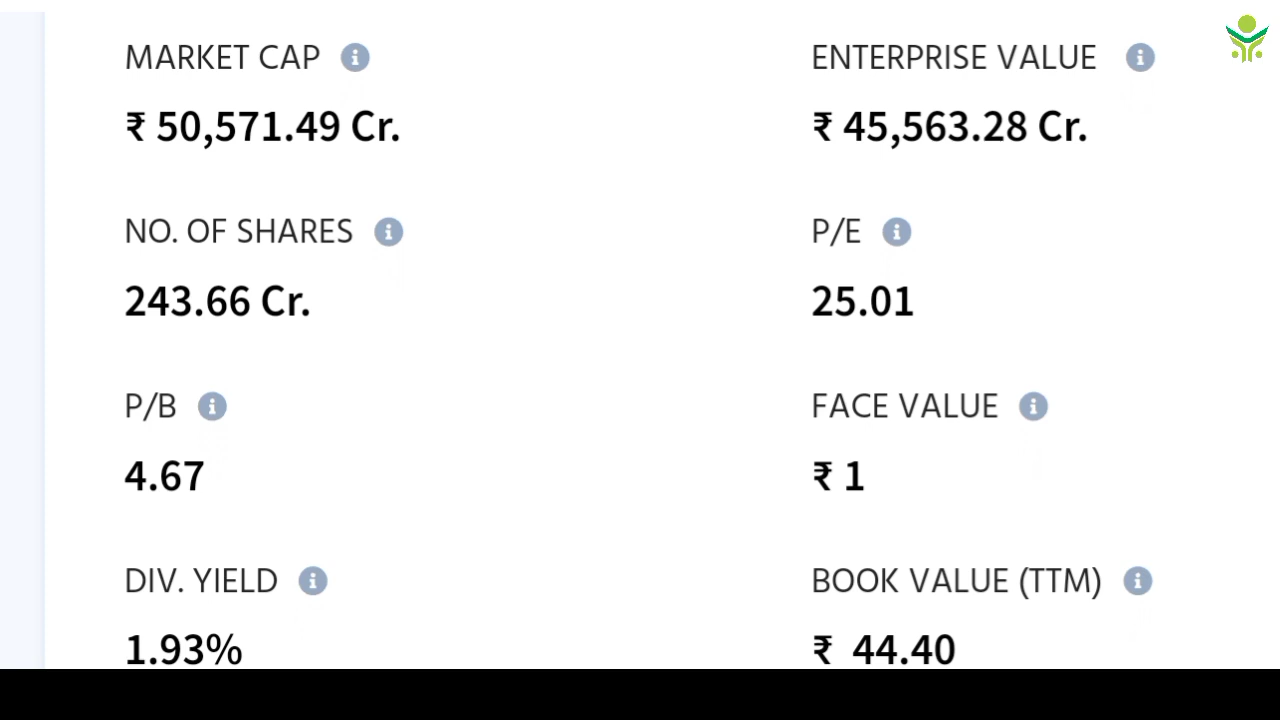 MARKET CAP ENTERPRISE VALUE
₹ 50,571.49 Cr. ₹ 45,563.28 Cr.
NO. OF SHARES P/E
243.66 Cr. 25.01
P/B FACE VALUE
4.67 ₹ 1
DIV. YIELD BOOK VALUE (TTM)
1.93% ₹ 44.40